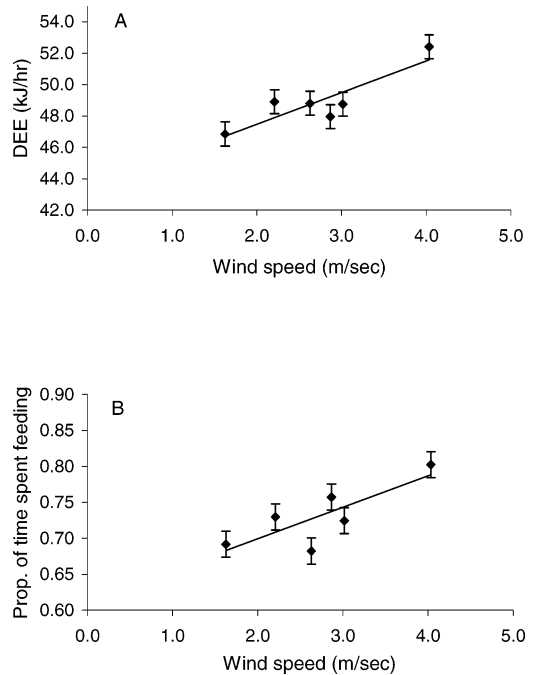 A
54.0
52.0
50.0
48.0
46.0
44.0
42.0
DEE (kJ/hr)
0.0 1.0 2.0 3.0 4.0 5.0
Wind speed (m/sec)
B
0.90
0.85
0.80
0.75
0.70
0.65
0.60
Prop. of time spent feeding
0.0 1.0 2.0 3.0 4.0 5.0
Wind speed (m/sec)